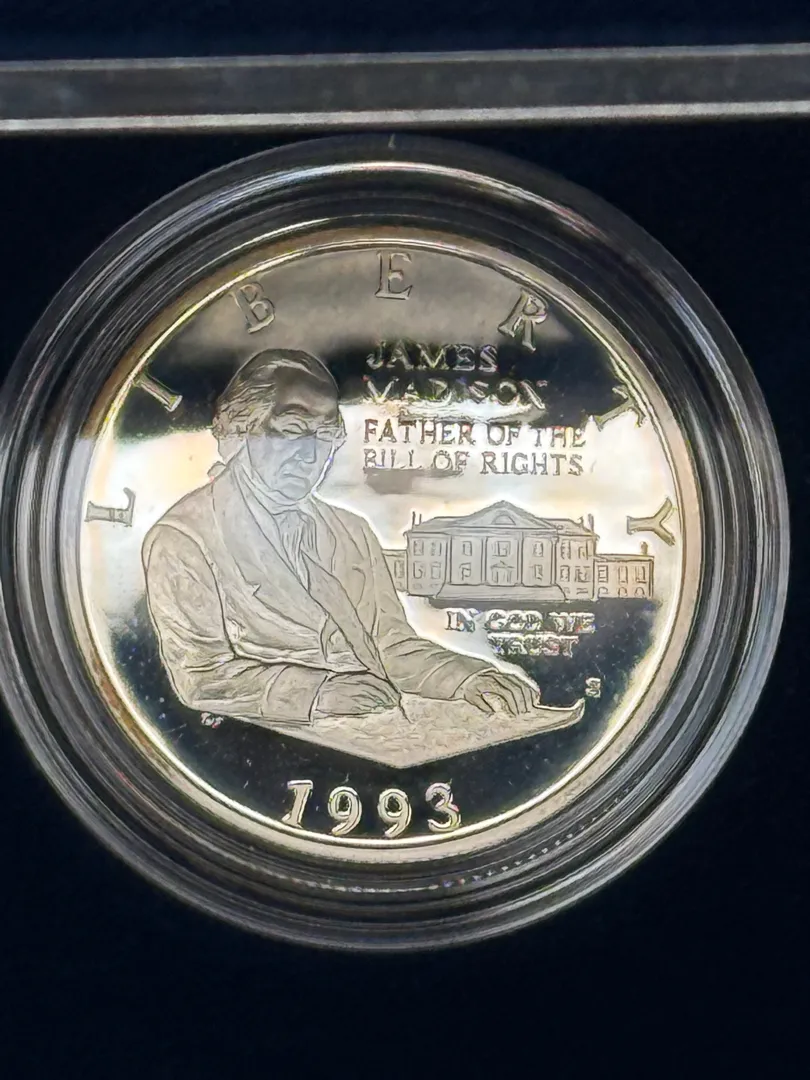 LIBERTY
JAMES
MADISON
FATHER OF THE
BILL OF RIGHTS
IN GOD WE
TRUST
S
1993